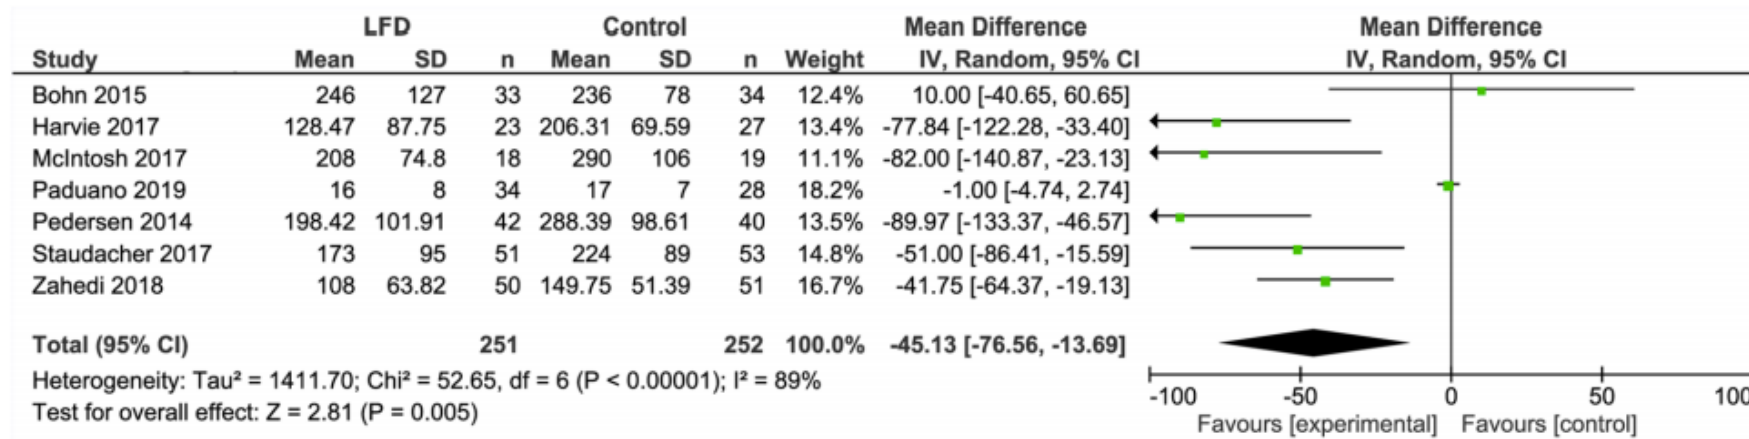 LFD Control Mean Difference Mean Difference
Study Mean SD n Mean SD n Weight IV, Random, 95% CI IV, Random, 95% CI
Bohn 2015 246 127 33 236 78 34 12.4% 10.00 [-40.65, 60.65]
Harvie 2017 128.47 87.75 23 206.31 69.59 27 13.4% -77.84 [-122.28, -33.40]
McIntosh 2017 208 74.8 18 290 106 19 11.1% -82.00 [-140.87, -23.13]
Paduano 2019 16 8 34 17 7 28 18.2% -1.00 [-4.74, 2.74]
Pedersen 2014 198.42 101.91 42 288.39 98.61 40 13.5% -89.97 [-133.37, -46.57]
Staudacher 2017 173 95 51 224 89 53 14.8% -51.00 [-86.41, -15.59]
Zahedi 2018 108 63.82 50 149.75 51.39 51 16.7% -41.75 [-64.37, -19.13]
Total (95% CI) 251 252 100.0% -45.13 [-76.56, -13.69]
Heterogeneity: Tau² = 1411.70; Chi² = 52.65, df = 6 (P < 0.00001); I² = 89%
Test for overall effect: Z = 2.81 (P = 0.005)
-100 -50 0 50 100
Favours [experimental] Favours [control]